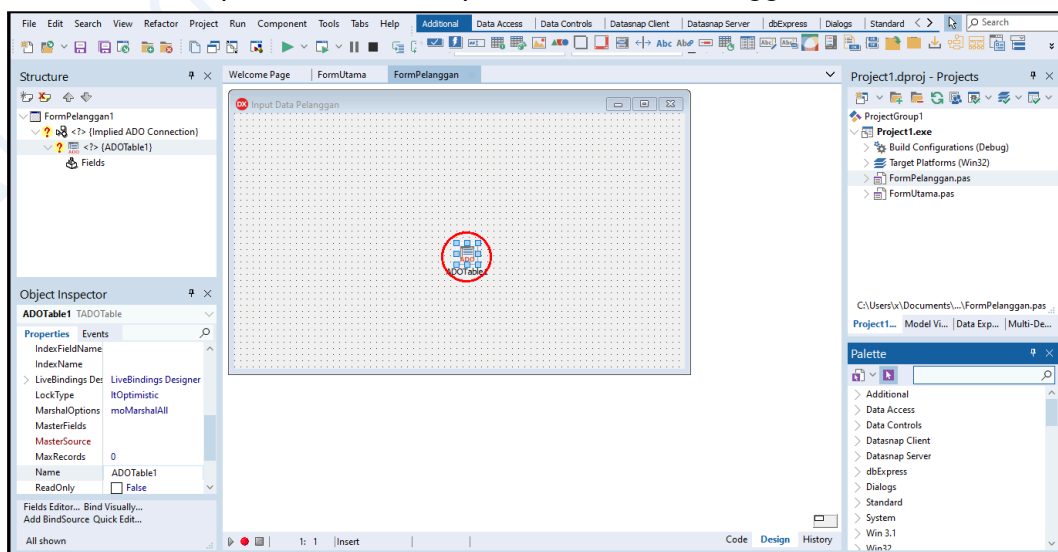 File Edit Search View Refactor Project Run Component Tools Tabs Help Additional Data Access Data Controls Datasnap Client Datasnap Server dbExpress Dialogs Standard Search
Structure
FormPelanggan1
<?> {Implied ADO Connection}
<?> {ADOTable1}
Fields
Object Inspector
ADOTable1 TADOTable
Properties Events
IndexFieldName
IndexName
LiveBindings Des LiveBindings Designer
LockType ltOptimistic
MarshalOptions moMarshalAll
MasterFields
MasterSource
MaxRecords 0
Name ADOTable1
ReadOnly False
Fields Editor... Bind Visually...
Add BindSource Quick Edit...
All shown
Welcome Page FormUtama FormPelanggan
Input Data Pelanggan
ADO
ADOTable1
1: 1 Insert
Code Design History
Project1.dproj - Projects
ProjectGroup1
Project1.exe
Build Configurations (Debug)
Target Platforms (Win32)
FormPelanggan.pas
FormUtama.pas
C:\Users\x\Documents\...\FormPelanggan.pas
Project1... Model Vi... Data Exp... Multi-De...
Palette
Additional
Data Access
Data Controls
Datasnap Client
Datasnap Server
dbExpress
Dialogs
Standard
System
Win 3.1
Win32